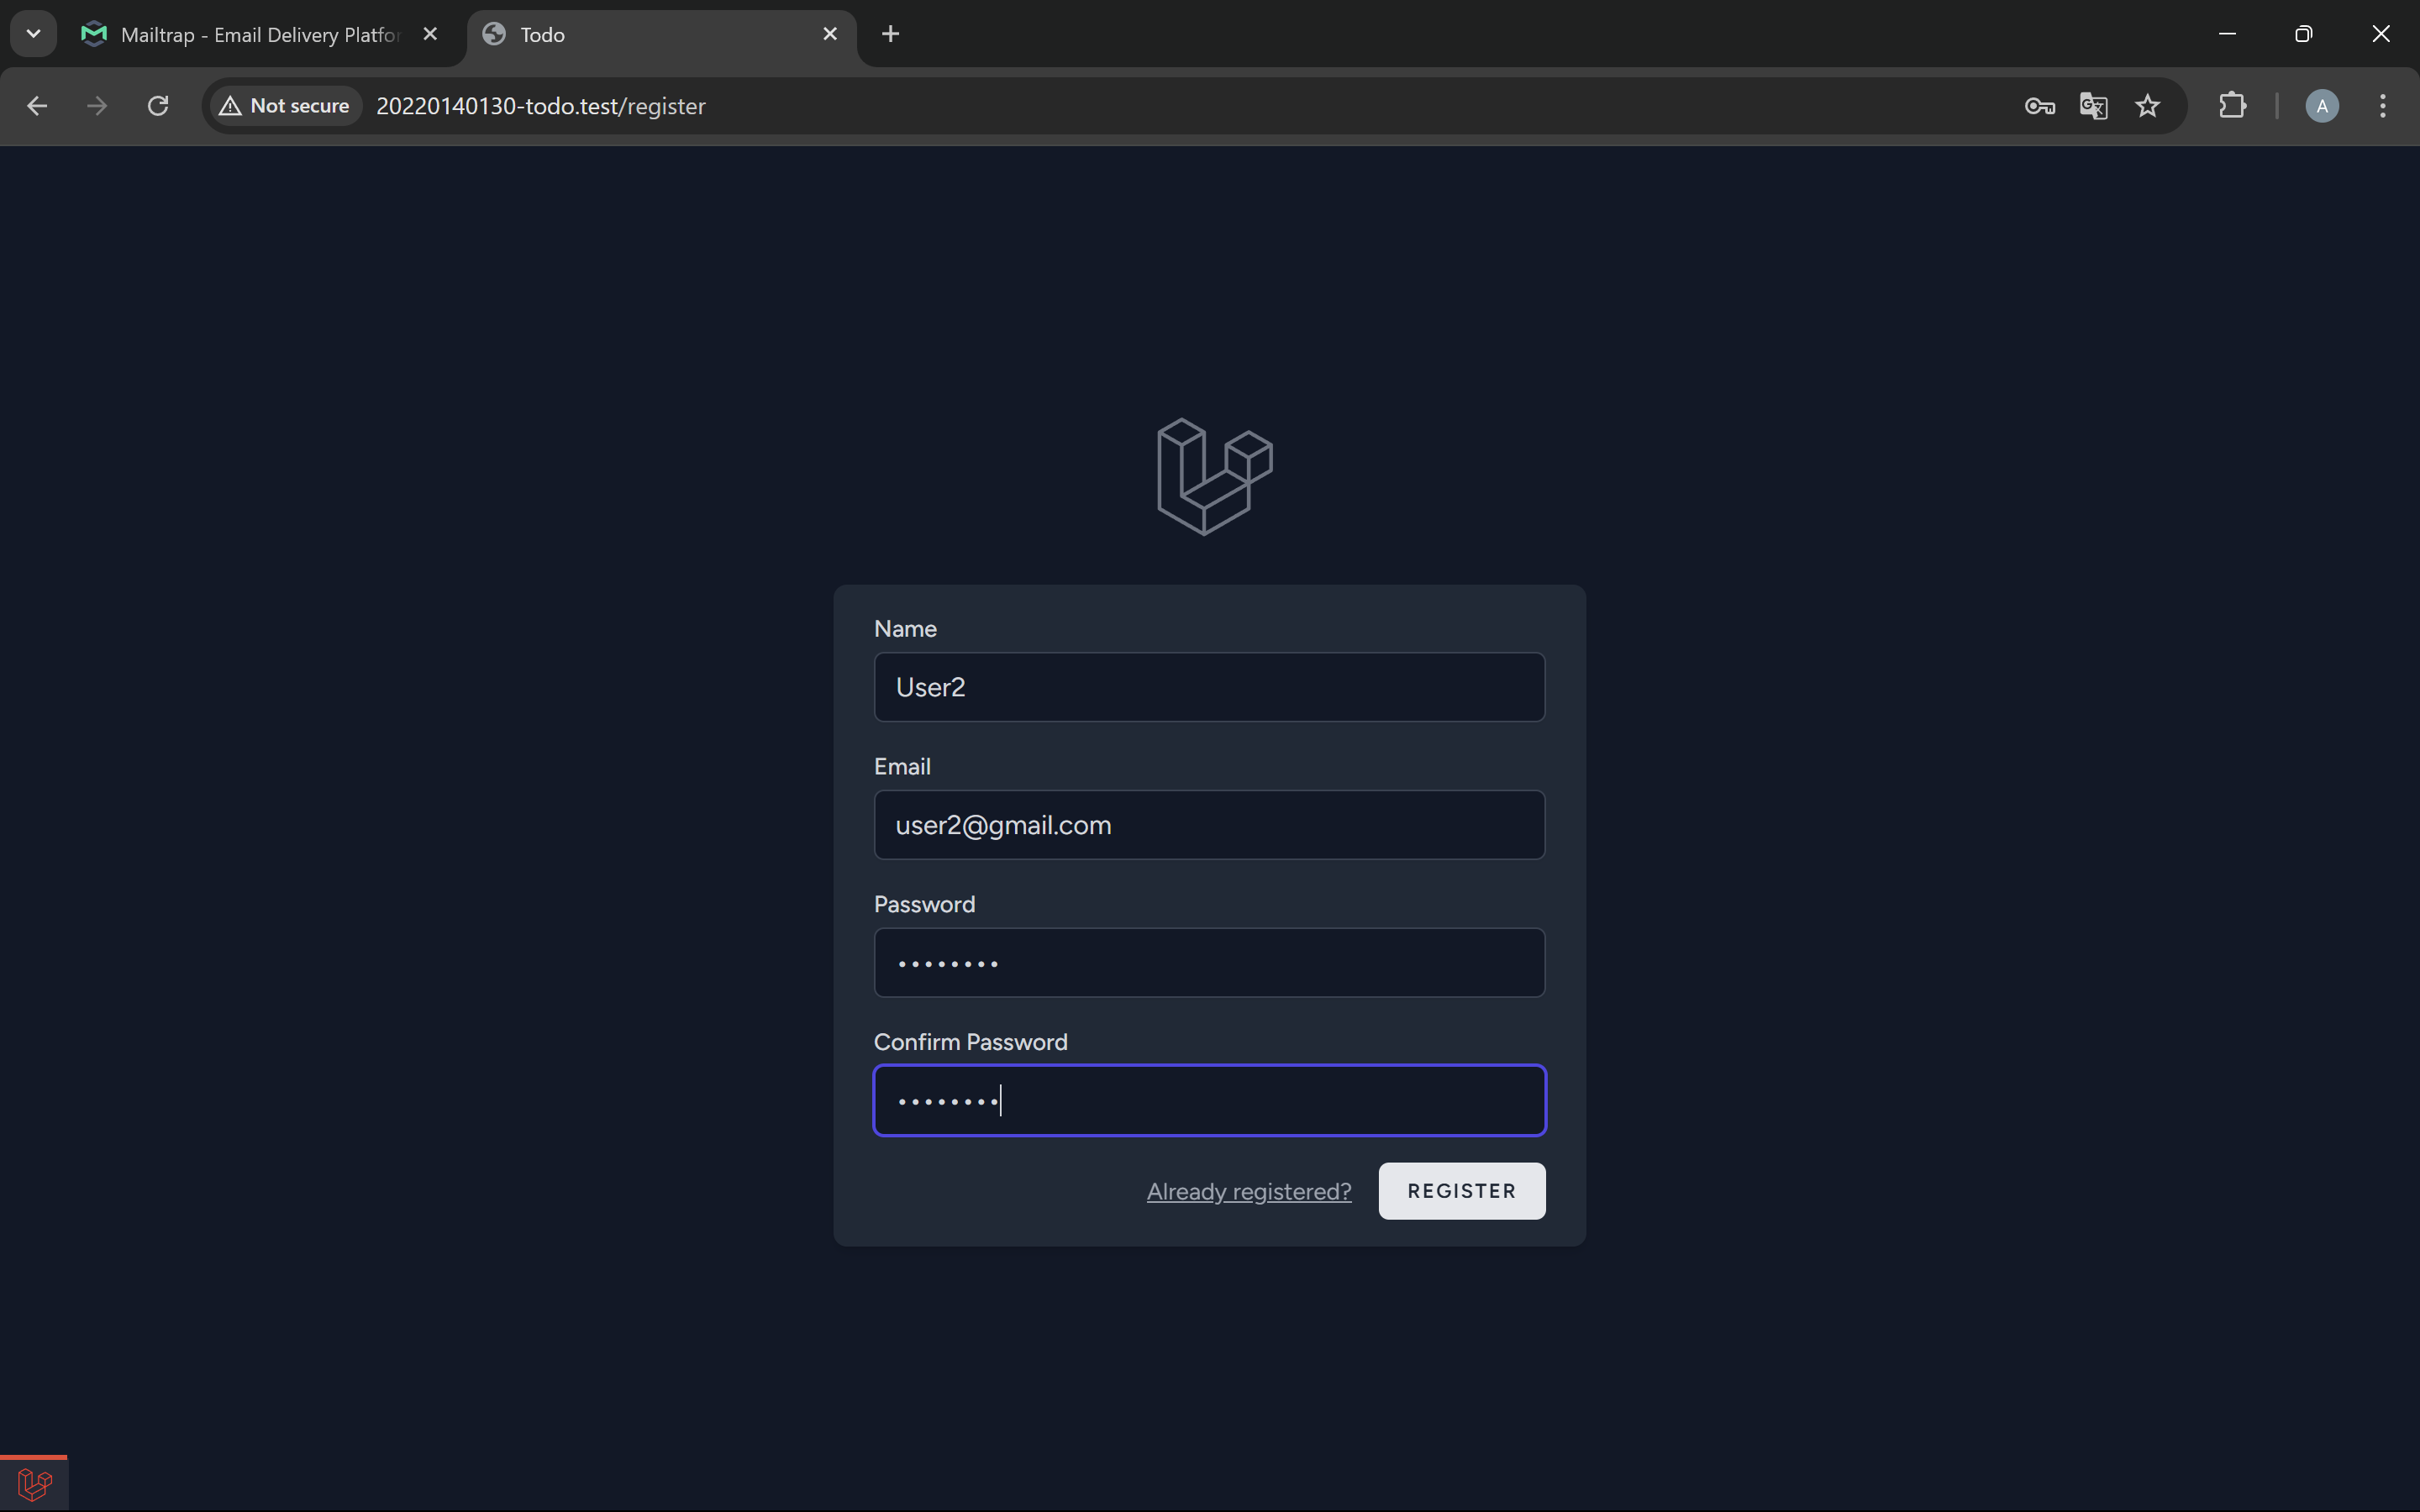 Mailtrap - Email Delivery Platfor
Todo
Not secure
20220140130-todo.test/register
A
Name
User2
Email
user2@gmail.com
Password
••••••••
Confirm Password
••••••••
Already registered?
REGISTER